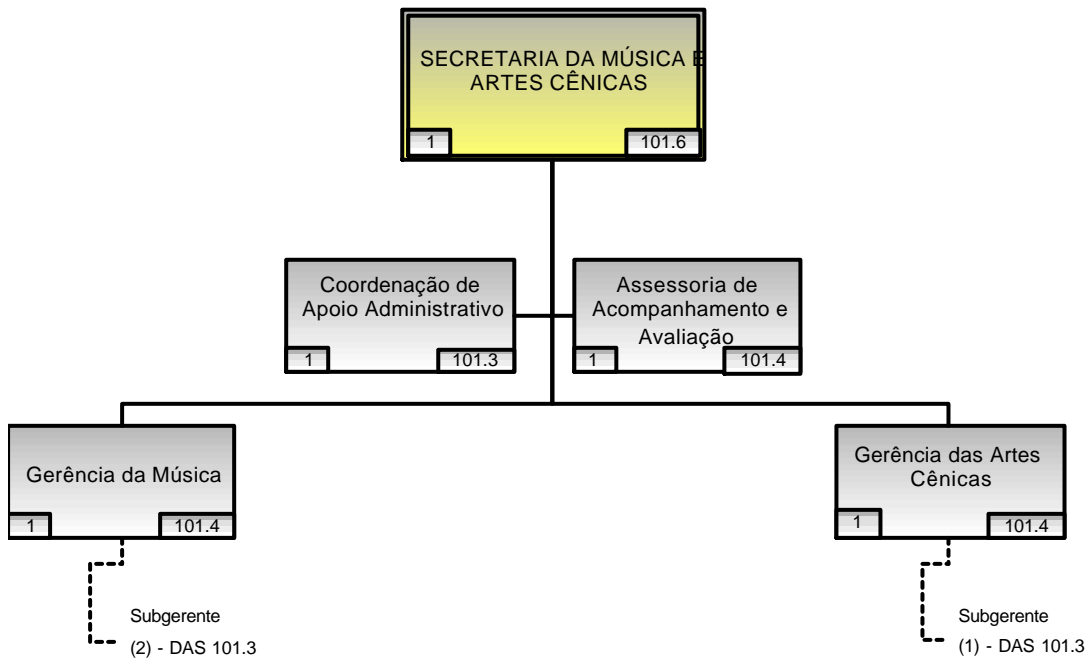 SECRETARIA DA MÚSICA E
ARTES CÊNICAS
1
101.6
Coordenação de
Apoio Administrativo
1
101.3
Assessoria de
Acompanhamento e
Avaliação
1
101.4
Gerência da Música
1
101.4
Gerência das Artes
Cênicas
1
101.4
Subgerente
(2) - DAS 101.3
Subgerente
(1) - DAS 101.3